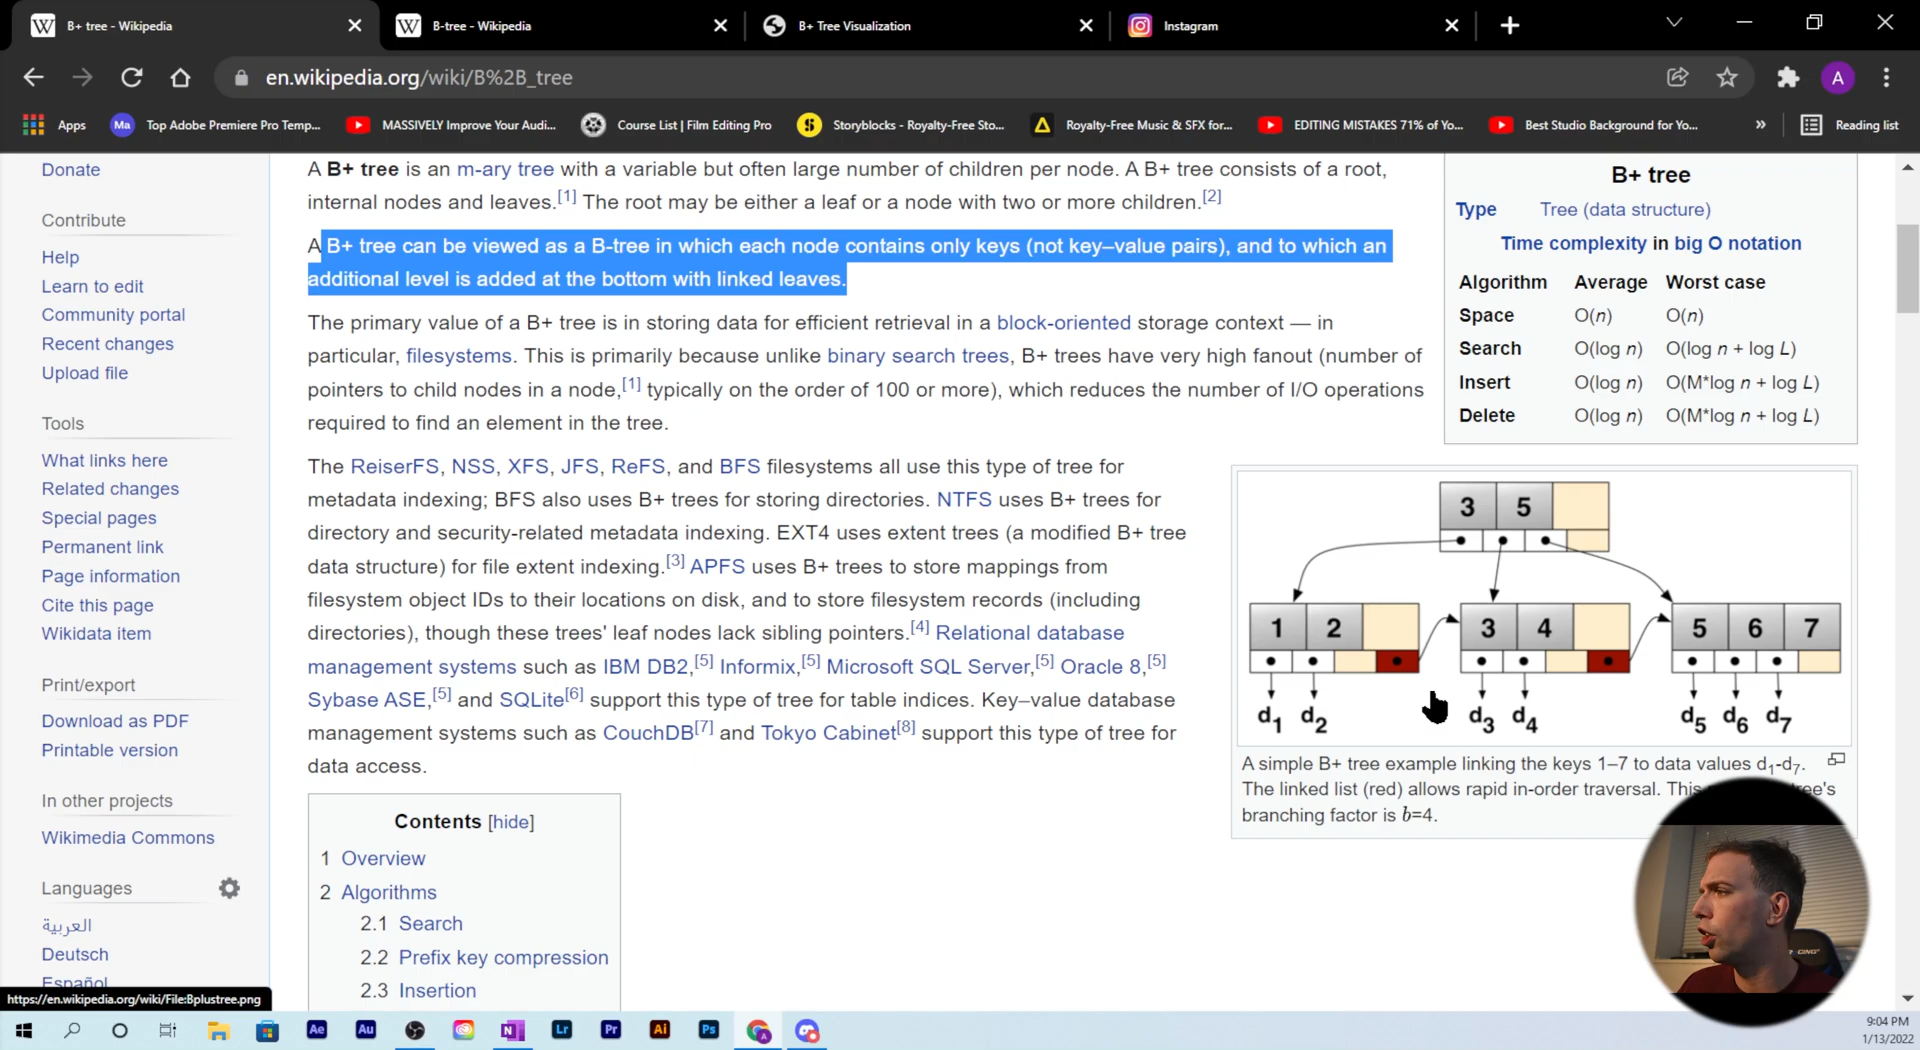 B+ tree - Wikipedia
B-tree - Wikipedia
B+ Tree Visualization
Instagram
en.wikipedia.org/wiki/B%2B_tree
A
Apps
Ma Top Adobe Premiere Pro Temp...
MASSIVELY Improve Your Audi...
Course List | Film Editing Pro
Storyblocks - Royalty-Free Sto...
Royalty-Free Music & SFX for...
EDITING MISTAKES 71% of Yo...
Best Studio Background for Yo...
»
Reading list
Donate
Contribute
Help
Learn to edit
Community portal
Recent changes
Upload file
Tools
What links here
Related changes
Special pages
Permanent link
Page information
Cite this page
Wikidata item
Print/export
Download as PDF
Printable version
In other projects
Wikimedia Commons
Languages
العربية
Deutsch
Español
https://en.wikipedia.org/wiki/File:Bplustree.png
A B+ tree is an m-ary tree with a variable but often large number of children per node. A B+ tree consists of a root,
internal nodes and leaves.[1] The root may be either a leaf or a node with two or more children.[2]
A B+ tree can be viewed as a B-tree in which each node contains only keys (not key–value pairs), and to which an
additional level is added at the bottom with linked leaves.
The primary value of a B+ tree is in storing data for efficient retrieval in a block-oriented storage context — in
particular, filesystems. This is primarily because unlike binary search trees, B+ trees have very high fanout (number of
pointers to child nodes in a node,[1] typically on the order of 100 or more), which reduces the number of I/O operations
required to find an element in the tree.
The ReiserFS, NSS, XFS, JFS, ReFS, and BFS filesystems all use this type of tree for
metadata indexing; BFS also uses B+ trees for storing directories. NTFS uses B+ trees for
directory and security-related metadata indexing. EXT4 uses extent trees (a modified B+ tree
data structure) for file extent indexing.[3] APFS uses B+ trees to store mappings from
filesystem object IDs to their locations on disk, and to store filesystem records (including
directories), though these trees' leaf nodes lack sibling pointers.[4] Relational database
management systems such as IBM DB2,[5] Informix,[5] Microsoft SQL Server,[5] Oracle 8,[5]
Sybase ASE,[5] and SQLite[6] support this type of tree for table indices. Key–value database
management systems such as CouchDB[7] and Tokyo Cabinet[8] support this type of tree for
data access.
Contents [hide]
1 Overview
2 Algorithms
2.1 Search
2.2 Prefix key compression
2.3 Insertion
B+ tree
Type Tree (data structure)
Time complexity in big O notation
Algorithm Average Worst case
Space O(n) O(n)
Search O(log n) O(log n + log L)
Insert O(log n) O(M*log n + log L)
Delete O(log n) O(M*log n + log L)
3 5
1 2 3 4 5 6 7
d1 d2 d3 d4 d5 d6 d7
A simple B+ tree example linking the keys 1–7 to data values d1-d7.
The linked list (red) allows rapid in-order traversal. This tree's
branching factor is b=4.
Ae
Au
N
Lr
Pr
Ai
Ps
9:04 PM
1/13/2022